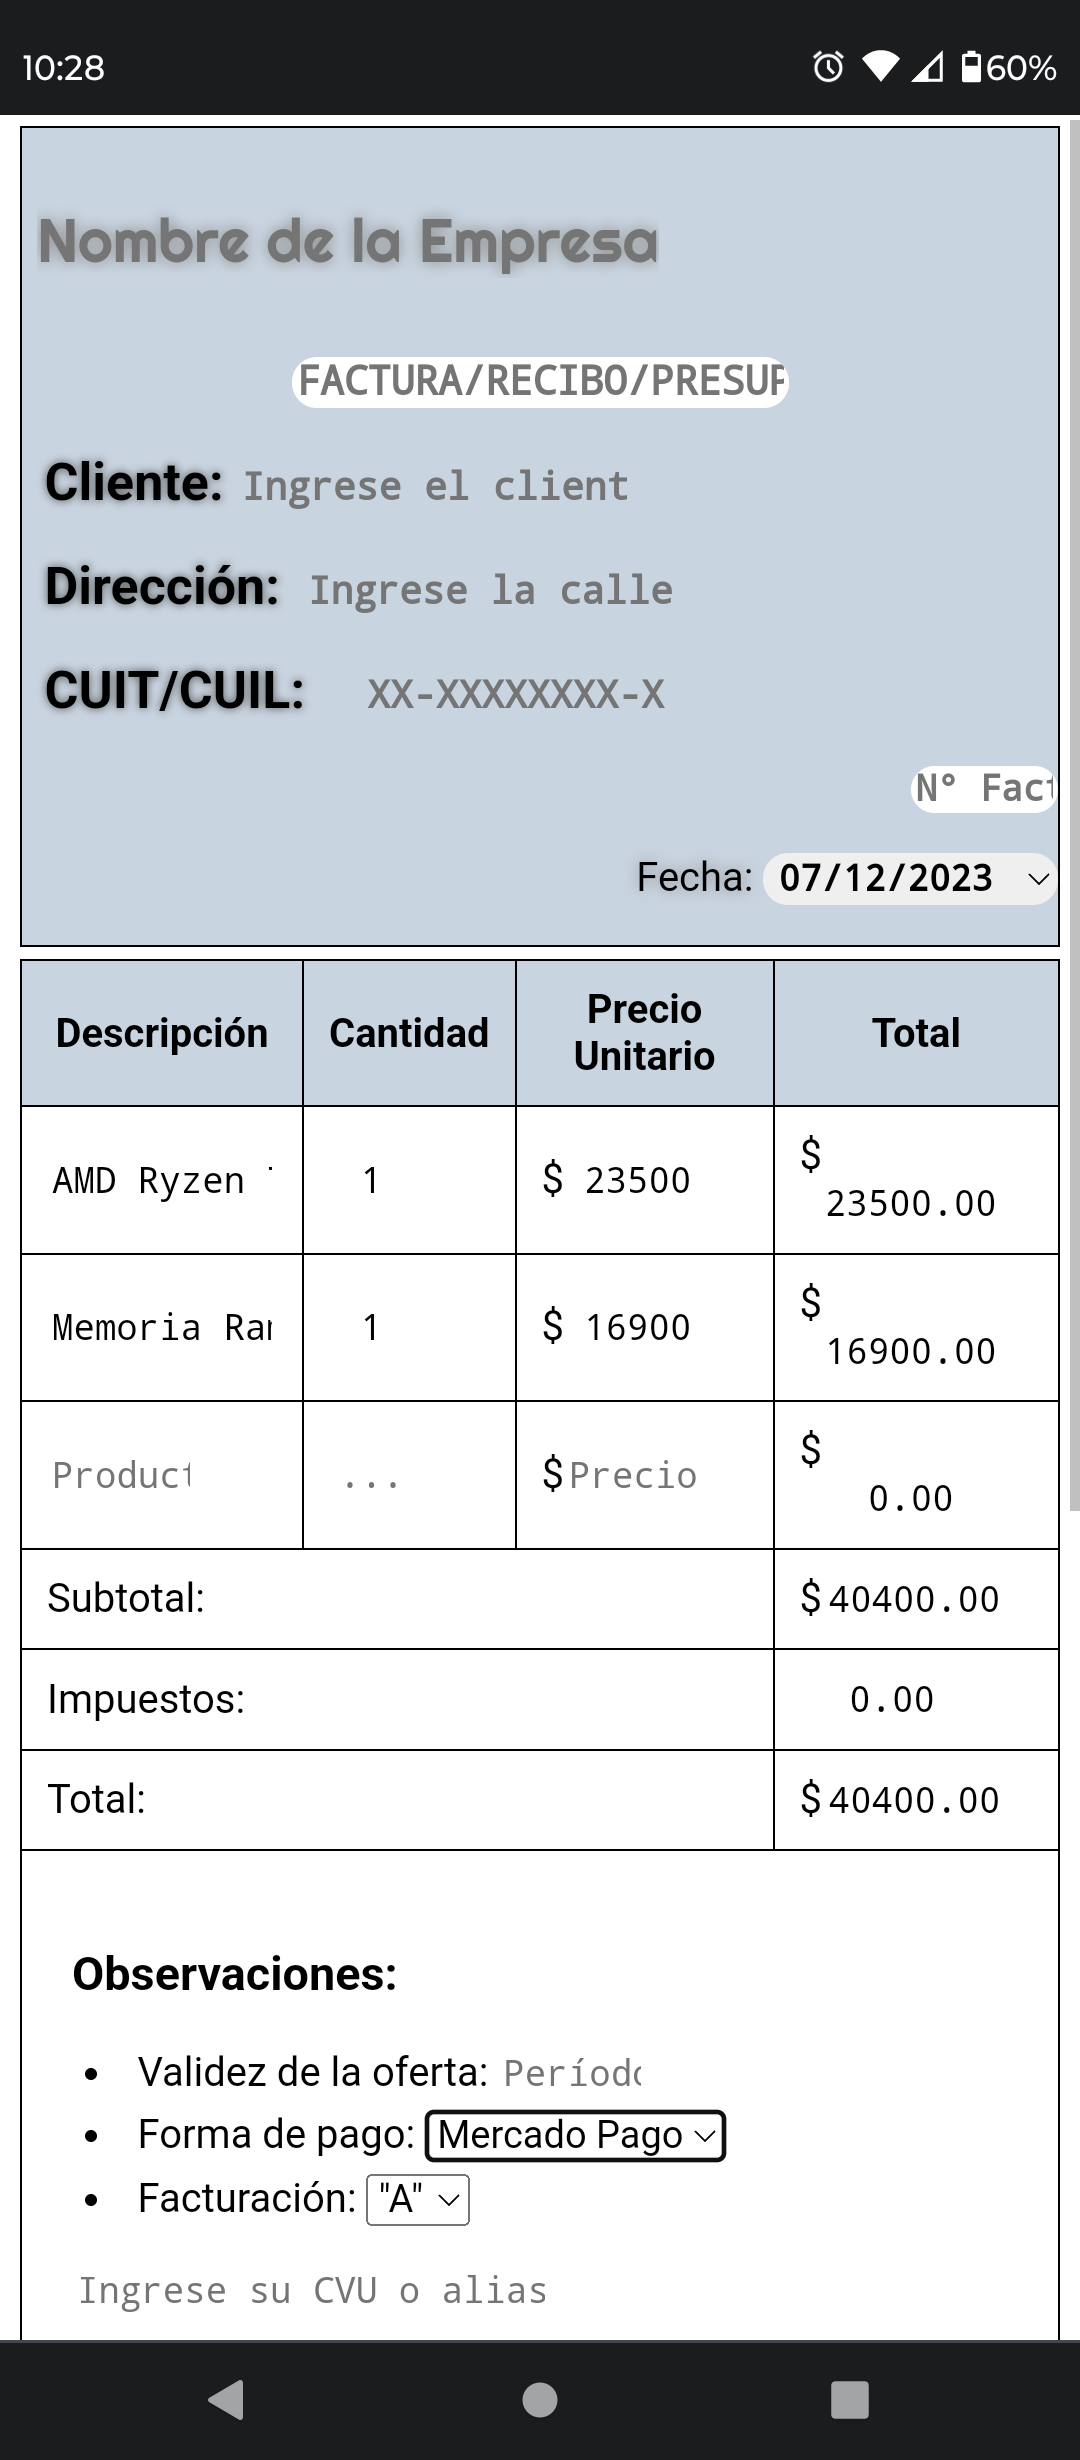 10:28 60%
Nombre de la Empresa
FACTURA/RECIBO/PRESUP
Cliente: Ingrese el client
Dirección: Ingrese la calle
CUIT/CUIL: XX-XXXXXXXX-X
N° Fact
Fecha: 07/12/2023
Descripción Cantidad Precio Unitario Total
AMD Ryzen 1 $ 23500 $ 23500.00
Memoria Ram 1 $ 16900 $ 16900.00
Product ... $ Precio $ 0.00
Subtotal: $ 40400.00
Impuestos: 0.00
Total: $ 40400.00
Observaciones:
• Validez de la oferta: Períod
• Forma de pago: Mercado Pago
• Facturación: "A"
Ingrese su CVU o alias